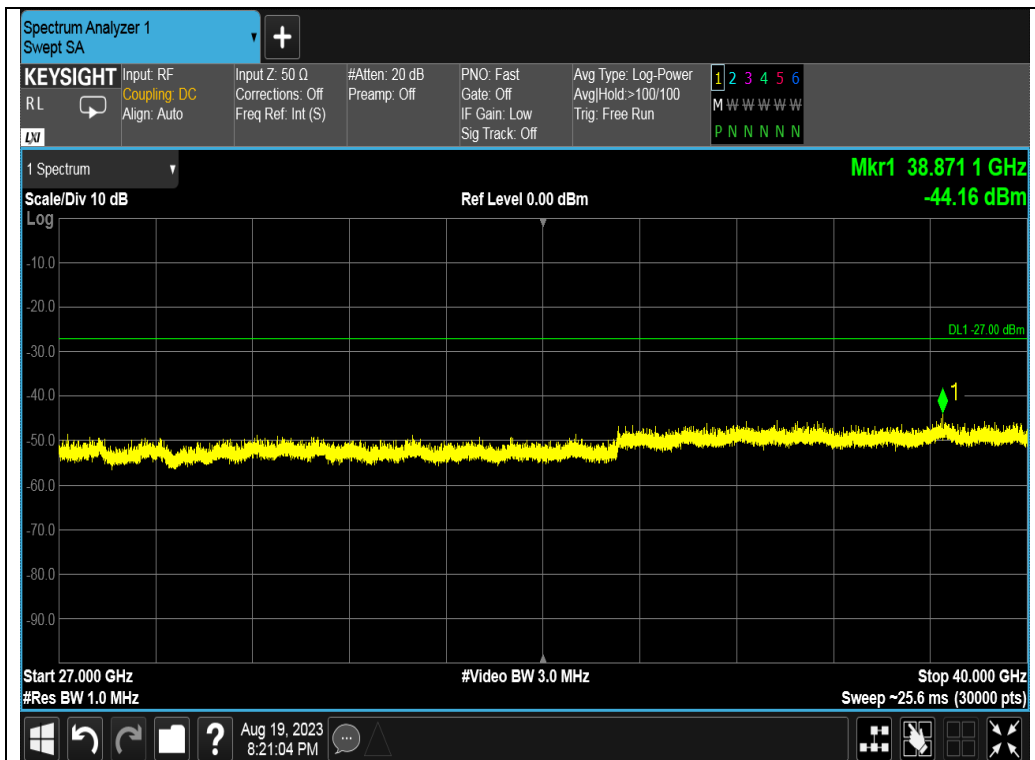 Spectrum Analyzer 1
Swept SA
+
KEYSIGHT
RL
LXI
Input: RF
Coupling: DC
Align: Auto
Input Z: 50 Ω
Corrections: Off
Freq Ref: Int (S)
#Atten: 20 dB
Preamp: Off
PNO: Fast
Gate: Off
IF Gain: Low
Sig Track: Off
Avg Type: Log-Power
Avg|Hold:>100/100
Trig: Free Run
1 2 3 4 5 6
M W W W W W
P N N N N N
1 Spectrum
Mkr1 38.871 1 GHz
-44.16 dBm
Scale/Div 10 dB
Ref Level 0.00 dBm
Log
-10.0
-20.0
DL1 -27.00 dBm
-30.0
-40.0
1
-50.0
-60.0
-70.0
-80.0
-90.0
Start 27.000 GHz
#Video BW 3.0 MHz
Stop 40.000 GHz
#Res BW 1.0 MHz
Sweep ~25.6 ms (30000 pts)
?
Aug 19, 2023
8:21:04 PM